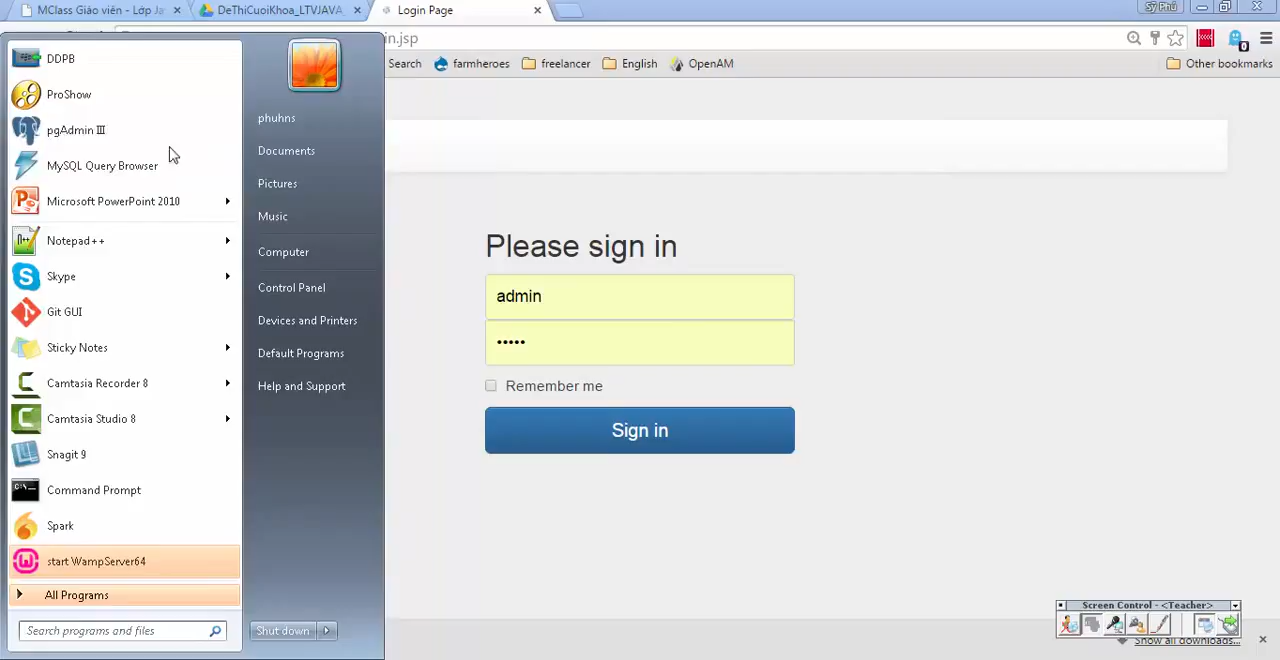 MClass Giáo viên - Lớp Ja
DeThiCuoiKhoa_LTVJAVA_
Login Page
Sỹ Phú
in.jsp
0
Search
farmheroes
freelancer
English
OpenAM
Other bookmarks
DDPB
ProShow
pgAdmin III
MySQL Query Browser
Microsoft PowerPoint 2010
Notepad++
Skype
Git GUI
Sticky Notes
Camtasia Recorder 8
Camtasia Studio 8
Snagit 9
Command Prompt
Spark
start WampServer64
All Programs
Search programs and files
phuhns
Documents
Pictures
Music
Computer
Control Panel
Devices and Printers
Default Programs
Help and Support
Shut down
Please sign in
admin
•••••
Remember me
Sign in
Screen Control - <Teacher>
Show all downloads...